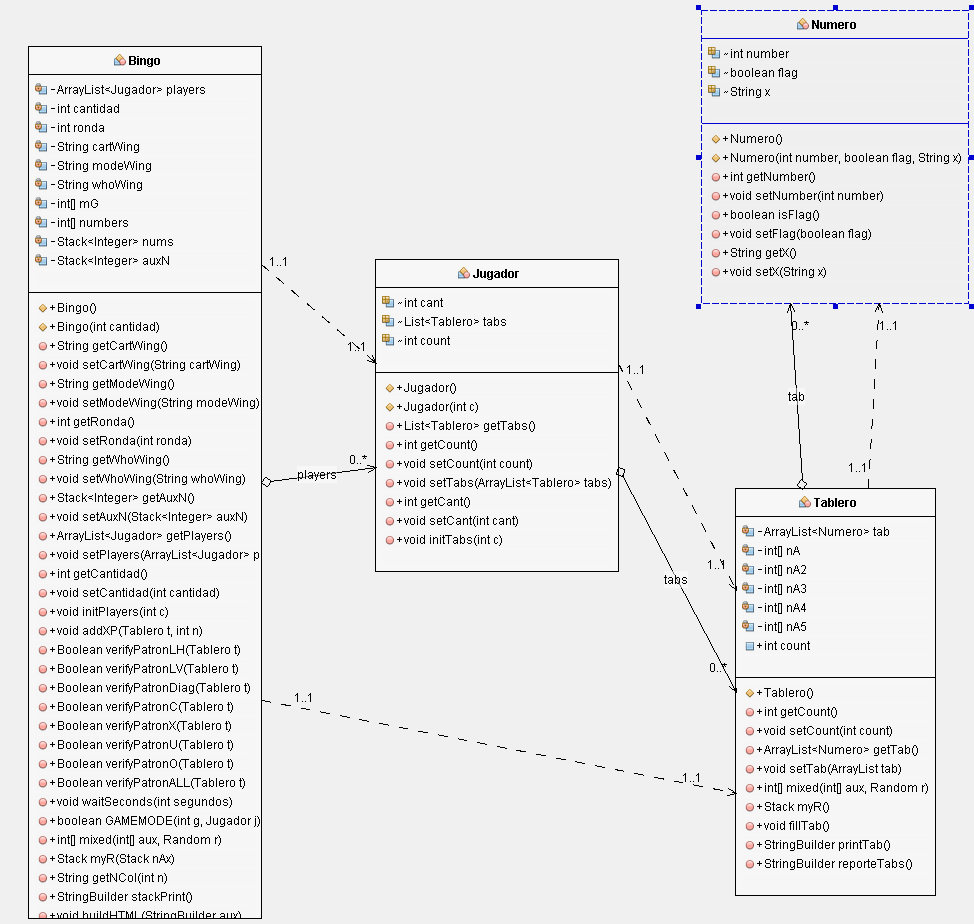 Bingo
-ArrayList<Jugador> players
-int cantidad
-int ronda
-String cartWing
-String modeWing
-String whoWing
-int[] mG
-int[] numbers
-Stack<Integer> nums
-Stack<Integer> auxN
+Bingo()
+Bingo(int cantidad)
+String getCartWing()
+void setCartWing(String cartWing)
+String getModeWing()
+void setModeWing(String modeWing)
+int getRonda()
+void setRonda(int ronda)
+String getWhoWing()
+void setWhoWing(String whoWing)
+Stack<Integer> getAuxN()
+void setAuxN(Stack<Integer> auxN)
+ArrayList<Jugador> getPlayers()
+void setPlayers(ArrayList<Jugador> p
+int getCantidad()
+void setCantidad(int cantidad)
+void initPlayers(int c)
+void addXP(Tablero t, int n)
+Boolean verifyPatronLH(Tablero t)
+Boolean verifyPatronLV(Tablero t)
+Boolean verifyPatronDiag(Tablero t)
+Boolean verifyPatronC(Tablero t)
+Boolean verifyPatronX(Tablero t)
+Boolean verifyPatronU(Tablero t)
+Boolean verifyPatronO(Tablero t)
+Boolean verifyPatronALL(Tablero t)
+void waitSeconds(int segundos)
+boolean GAMEMODE(int g, Jugador j)
+int[] mixed(int[] aux, Random r)
+Stack myR(Stack nAx)
+String getNCol(int n)
+StringBuilder stackPrint()
+void buildHTML(StringBuilder aux)
1..1
1..1
players
0..*
1..1
1..1
Jugador
~int cant
~List<Tablero> tabs
~int count
+Jugador()
+Jugador(int c)
+List<Tablero> getTabs()
+int getCount()
+void setCount(int count)
+void setTabs(ArrayList<Tablero> tabs)
+int getCant()
+void setCant(int cant)
+void initTabs(int c)
1..1
1..1
tabs
0..*
Numero
~int number
~boolean flag
~String x
+Numero()
+Numero(int number, boolean flag, String x)
+int getNumber()
+void setNumber(int number)
+boolean isFlag()
+void setFlag(boolean flag)
+String getX()
+void setX(String x)
0..*
1..1
tab
1..1
Tablero
-ArrayList<Numero> tab
-int[] nA
-int[] nA2
-int[] nA3
-int[] nA4
-int[] nA5
+int count
+Tablero()
+int getCount()
+void setCount(int count)
+ArrayList<Numero> getTab()
+void setTab(ArrayList tab)
+int[] mixed(int[] aux, Random r)
+Stack myR()
+void fillTab()
+StringBuilder printTab()
+StringBuilder reporteTabs()